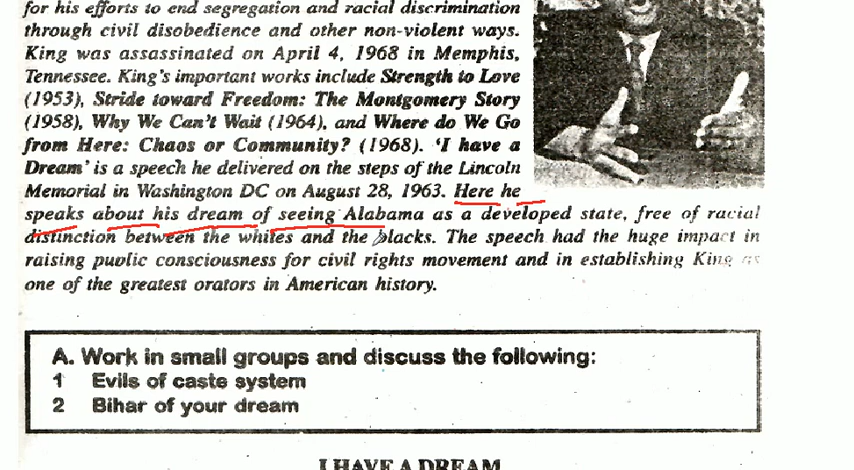 for his efforts to end segregation and racial discrimination
through civil disobedience and other non-violent ways.
King was assassinated on April 4, 1968 in Memphis,
Tennessee. King's important works include Strength to Love
(1953), Stride toward Freedom: The Montgomery Story
(1958), Why We Can't Wait (1964), and Where do We Go
from Here: Chaos or Community? (1968). 'I have a
Dream' is a speech he delivered on the steps of the Lincoln
Memorial in Washington DC on August 28, 1963. Here he
speaks about his dream of seeing Alabama as a developed state, free of racial
distinction between the whites and the blacks. The speech had the huge impact in
raising public consciousness for civil rights movement and in establishing King as
one of the greatest orators in American history.
A. Work in small groups and discuss the following:
1 Evils of caste system
2 Bihar of your dream
I HAVE A DREAM